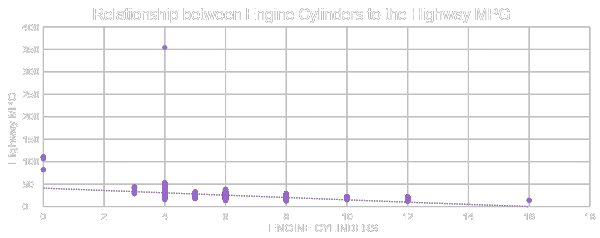 Relationship between Engine Cylinders to the Highway MPG
400
350
300
250
200
150
100
50
0
Highway MPG
0 2 4 6 8 10 12 14 16 18
ENGINE CYLINDERS